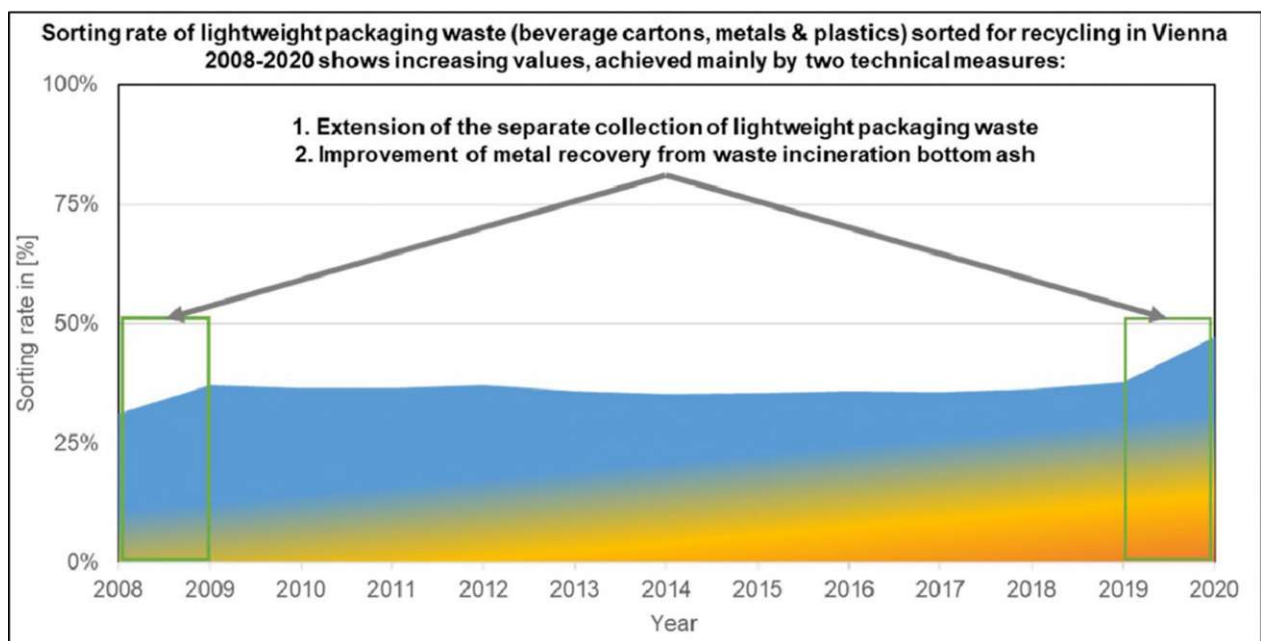 Sorting rate of lightweight packaging waste (beverage cartons, metals & plastics) sorted for recycling in Vienna
2008-2020 shows increasing values, achieved mainly by two technical measures:
100%
1. Extension of the separate collection of lightweight packaging waste
2. Improvement of metal recovery from waste incineration bottom ash
75%
Sorting rate in [%]
50%
25%
0%
2008 2009 2010 2011 2012 2013 2014 2015 2016 2017 2018 2019 2020
Year